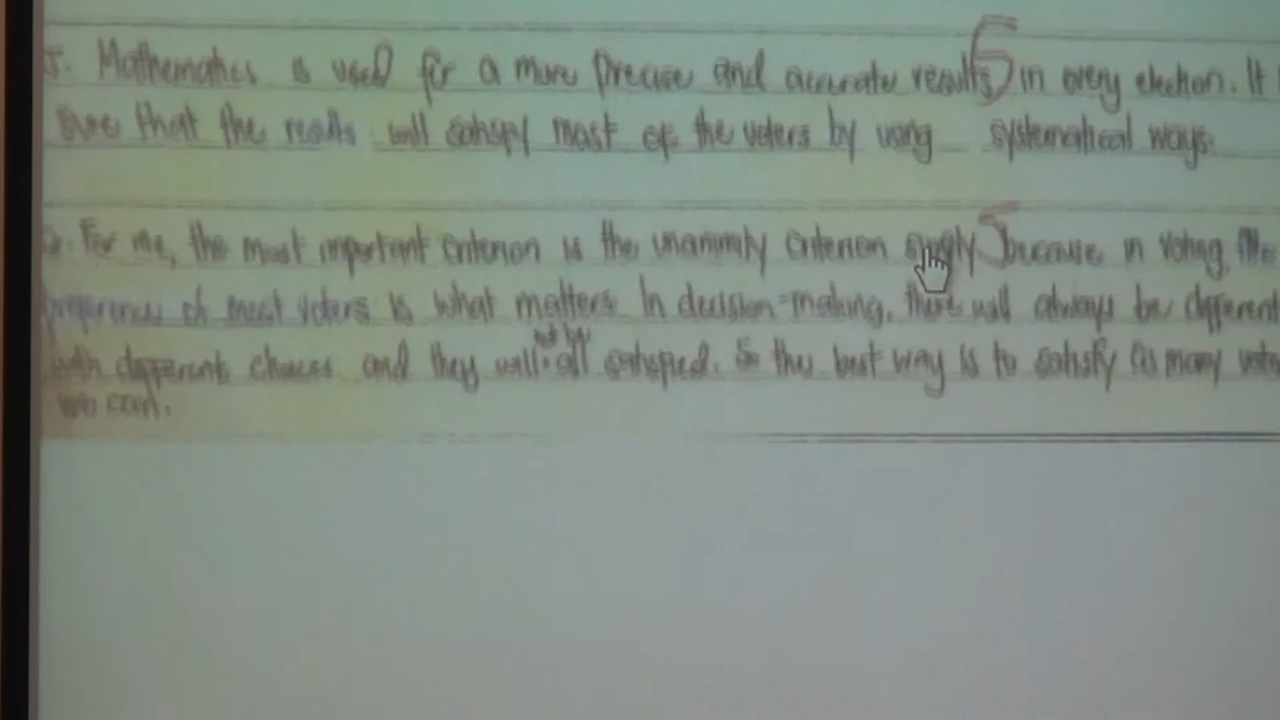 5. Mathematics is used for a more precise and accurate results in every election. It
sure that the results will satisfy most of the voters by using systematical ways.
5
For me, the most important criterion is the unanimity criterion simply because in voting, the
preferences of most voters is what matters in decision-making, there will always be different
with different choices and they will not be all satisfied. So the best way is to satisfy as many
we can.
5